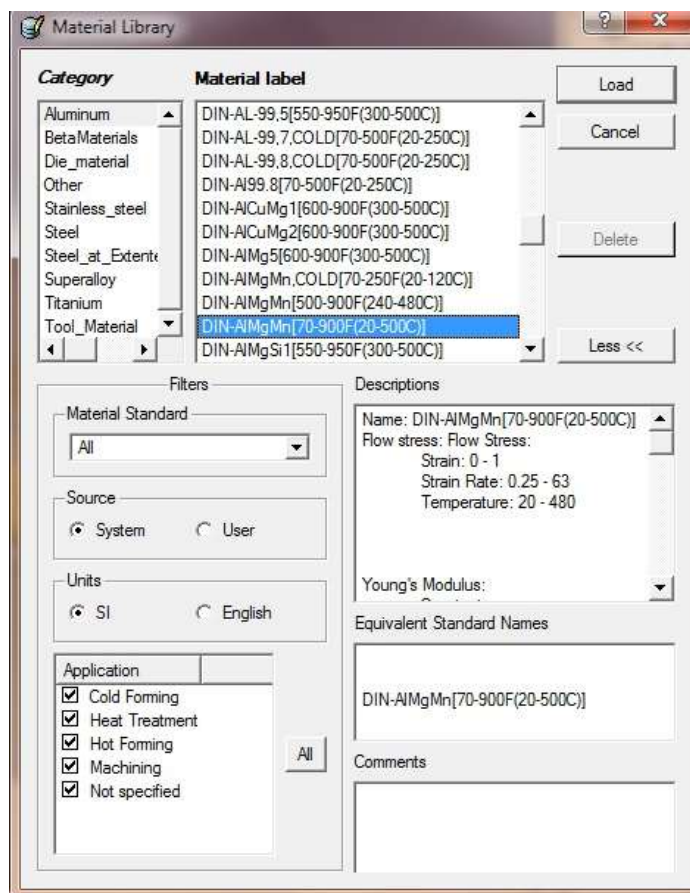 Material Library
Category
Aluminum
BetaMaterials
Die_material
Other
Stainless_steel
Steel
Steel_at_Extente
Superalloy
Titanium
Tool_Material
Material label
DIN-AL-99,5[550-950F(300-500C)]
DIN-AL-99,7,COLD[70-500F(20-250C)]
DIN-AL-99,8,COLD[70-500F(20-250C)]
DIN-Al99.8[70-500F(20-250C)]
DIN-AlCuMg1[600-900F(300-500C)]
DIN-AlCuMg2[600-900F(300-500C)]
DIN-AlMg5[600-900F(300-500C)]
DIN-AlMgMn,COLD[70-250F(20-120C)]
DIN-AlMgMn[500-900F(240-480C)]
DIN-AlMgMn[70-900F(20-500C)]
DIN-AlMgSi1[550-950F(300-500C)]
Load
Cancel
Delete
Less <<
Filters
Material Standard
All
Source
System
User
Units
SI
English
Application
Cold Forming
Heat Treatment
Hot Forming
Machining
Not specified
All
Descriptions
Name: DIN-AlMgMn[70-900F(20-500C)]
Flow stress: Flow Stress:
Strain: 0 - 1
Strain Rate: 0.25 - 63
Temperature: 20 - 480
Young's Modulus:
Equivalent Standard Names
DIN-AlMgMn[70-900F(20-500C)]
Comments